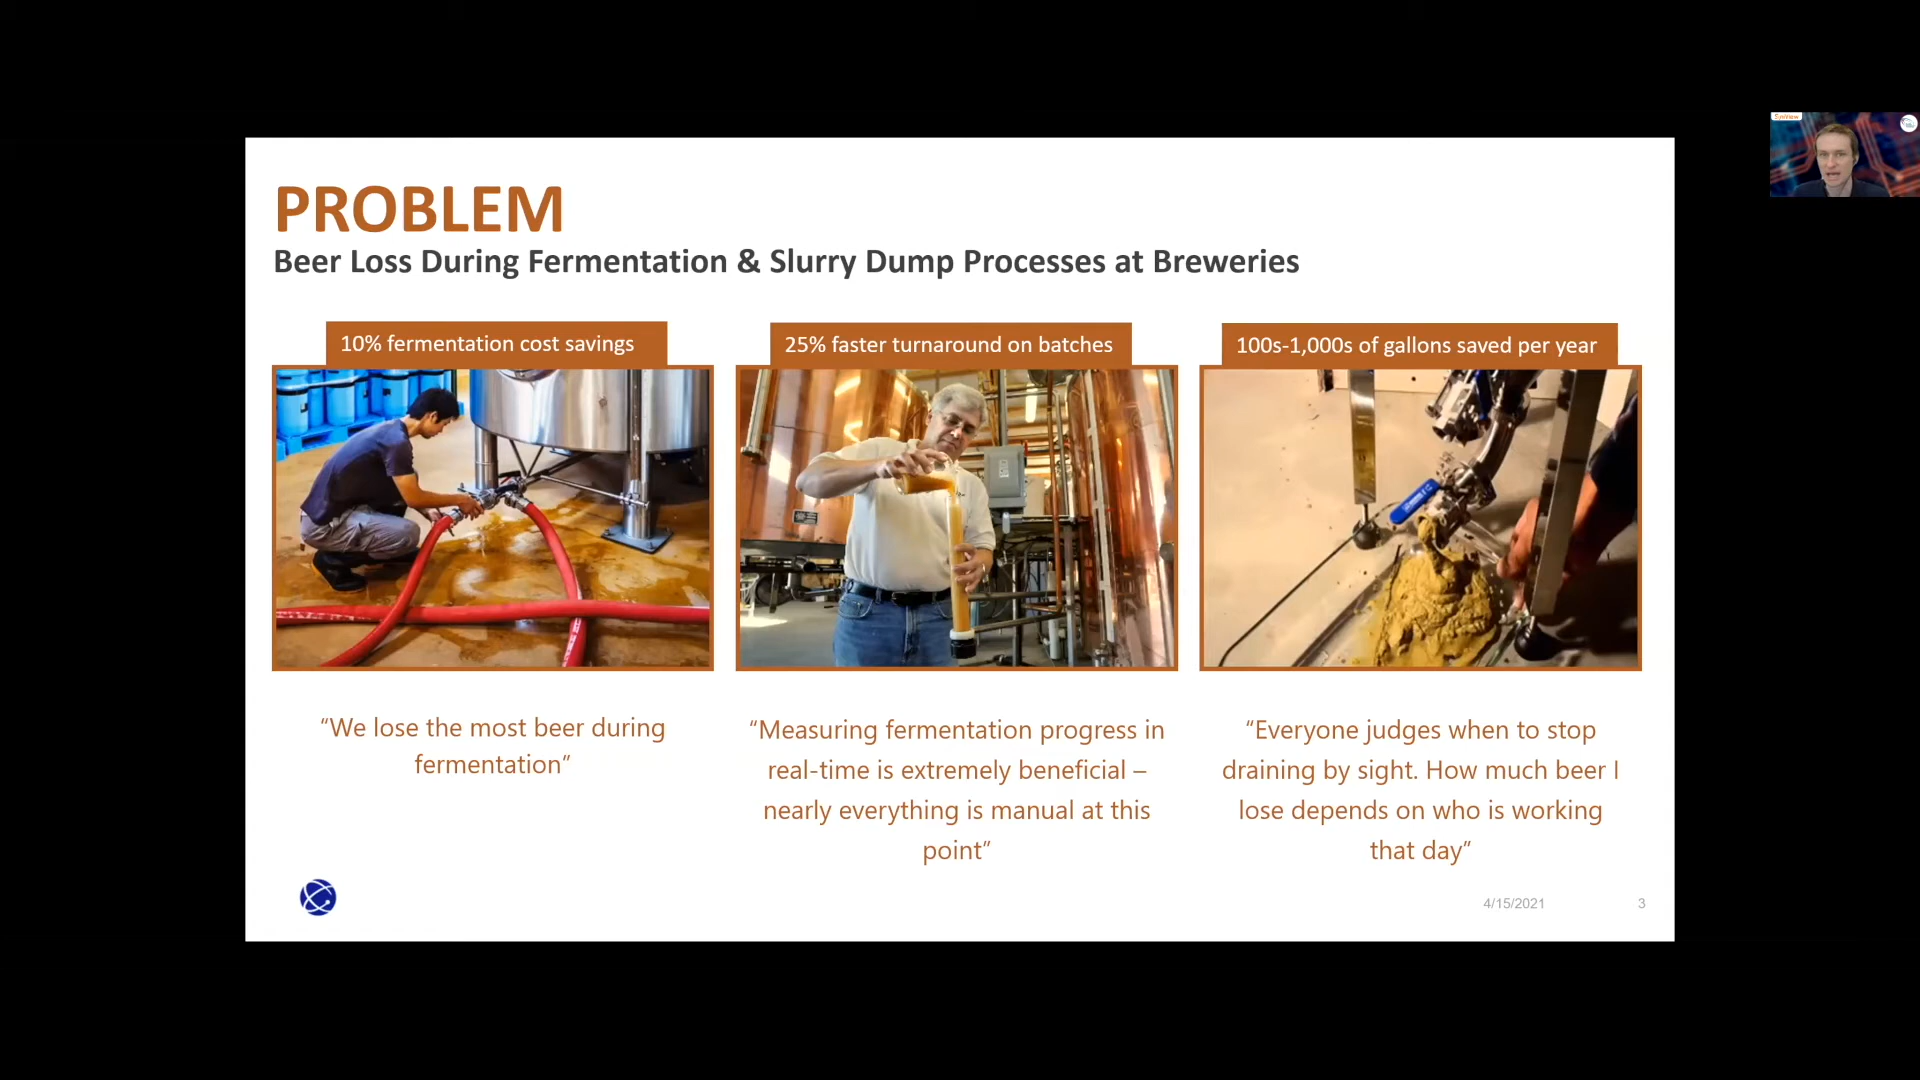 PROBLEM
Beer Loss During Fermentation & Slurry Dump Processes at Breweries
10% fermentation cost savings
25% faster turnaround on batches
100s-1,000s of gallons saved per year
“We lose the most beer during
fermentation”
“Measuring fermentation progress in
real-time is extremely beneficial –
nearly everything is manual at this
point”
“Everyone judges when to stop
draining by sight. How much beer I
lose depends on who is working
that day”
4/15/2021
3